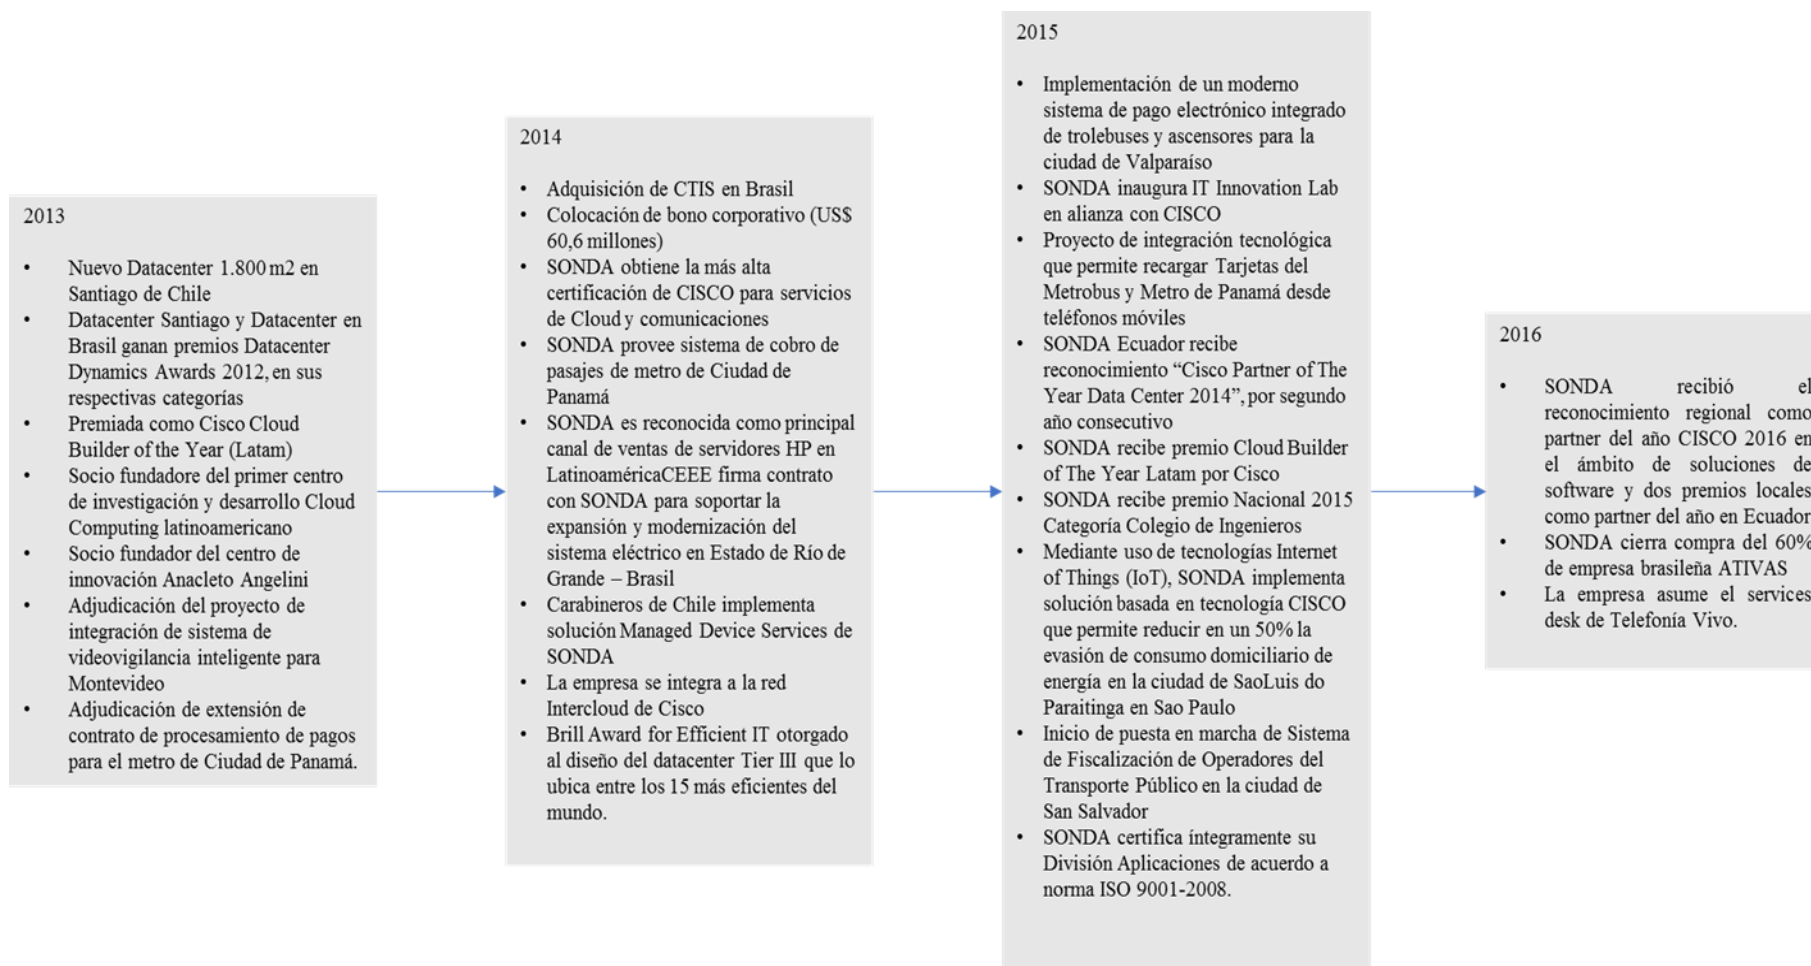 2013
• Nuevo Datacenter 1.800 m2 en
Santiago de Chile
• Datacenter Santiago y Datacenter en
Brasil ganan premios Datacenter
Dynamics Awards 2012, en sus
respectivas categorías
• Premiada como Cisco Cloud
Builder of the Year (Latam)
• Socio fundadore del primer centro
de investigación y desarrollo Cloud
Computing latinoamericano
• Socio fundador del centro de
innovación Anacleto Angelini
• Adjudicación del proyecto de
integración de sistema de
videovigilancia inteligente para
Montevideo
• Adjudicación de extensión de
contrato de procesamiento de pagos
para el metro de Ciudad de Panamá.
2014
• Adquisición de CTIS en Brasil
• Colocación de bono corporativo (US$
60,6 millones)
• SONDA obtiene la más alta
certificación de CISCO para servicios
de Cloud y comunicaciones
• SONDA provee sistema de cobro de
pasajes de metro de Ciudad de
Panamá
• SONDA es reconocida como principal
canal de ventas de servidores HP en
LatinoaméricaCEEE firma contrato
con SONDA para soportar la
expansión y modernización del
sistema eléctrico en Estado de Río de
Grande – Brasil
• Carabineros de Chile implementa
solución Managed Device Services de
SONDA
• La empresa se integra a la red
Intercloud de Cisco
• Brill Award for Efficient IT otorgado
al diseño del datacenter Tier III que lo
ubica entre los 15 más eficientes del
mundo.
2015
• Implementación de un moderno
sistema de pago electrónico integrado
de trolebuses y ascensores para la
ciudad de Valparaíso
• SONDA inaugura IT Innovation Lab
en alianza con CISCO
• Proyecto de integración tecnológica
que permite recargar Tarjetas del
Metrobus y Metro de Panamá desde
teléfonos móviles
• SONDA Ecuador recibe
reconocimiento “Cisco Partner of The
Year Data Center 2014”, por segundo
año consecutivo
• SONDA recibe premio Cloud Builder
of The Year Latam por Cisco
• SONDA recibe premio Nacional 2015
Categoría Colegio de Ingenieros
• Mediante uso de tecnologías Internet
of Things (IoT), SONDA implementa
solución basada en tecnología CISCO
que permite reducir en un 50% la
evasión de consumo domiciliario de
energía en la ciudad de SaoLuis do
Paraitinga en Sao Paulo
• Inicio de puesta en marcha de Sistema
de Fiscalización de Operadores del
Transporte Público en la ciudad de
San Salvador
• SONDA certifica íntegramente su
División Aplicaciones de acuerdo a
norma ISO 9001-2008.
2016
• SONDA recibió el
reconocimiento regional como
partner del año CISCO 2016 en
el ámbito de soluciones de
software y dos premios locales
como partner del año en Ecuador
• SONDA cierra compra del 60%
de empresa brasileña ATIVAS
• La empresa asume el services
desk de Telefonía Vivo.